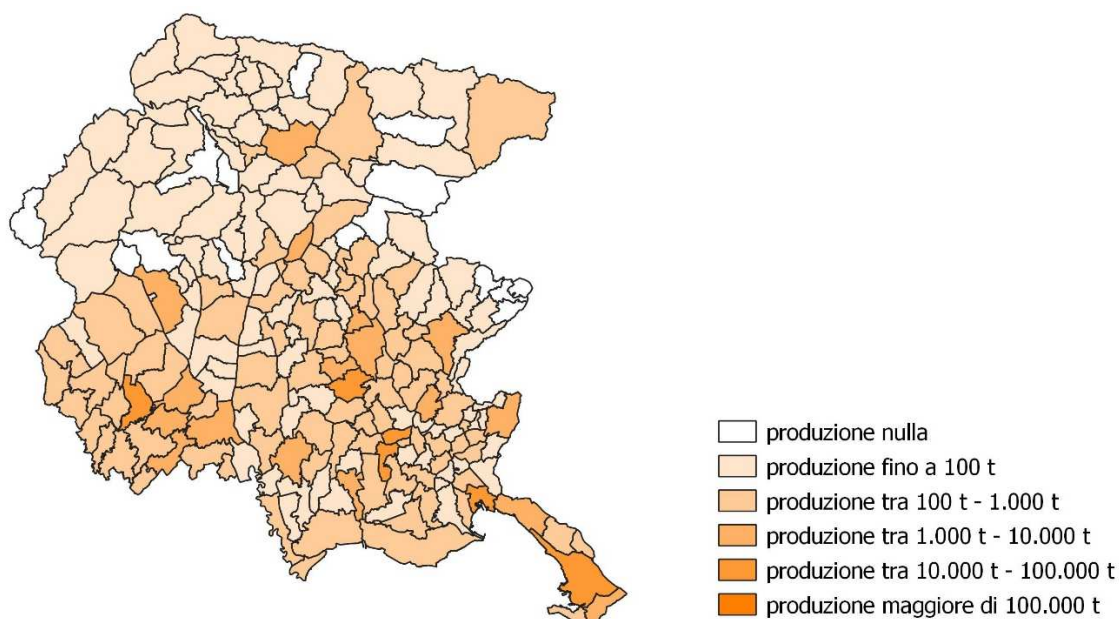 produzione nulla
produzione fino a 100 t
produzione tra 100 t - 1.000 t
produzione tra 1.000 t - 10.000 t
produzione tra 10.000 t - 100.000 t
produzione maggiore di 100.000 t